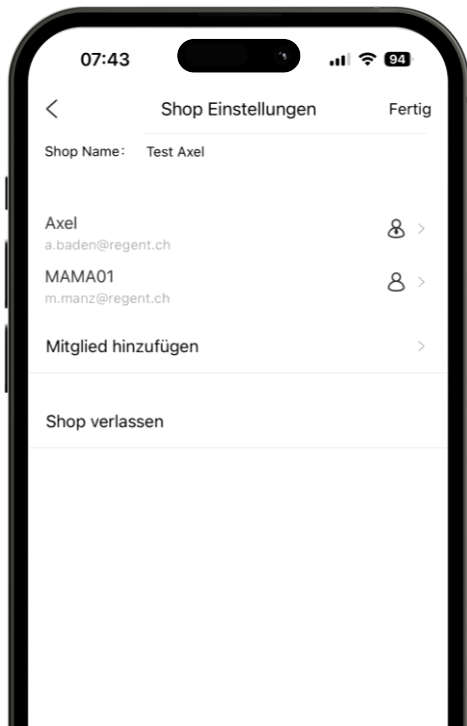 07:43
94
Shop Einstellungen
Fertig
Shop Name:
Test Axel
Axel
a.baden@regent.ch
MAMA01
m.manz@regent.ch
Mitglied hinzufügen
Shop verlassen